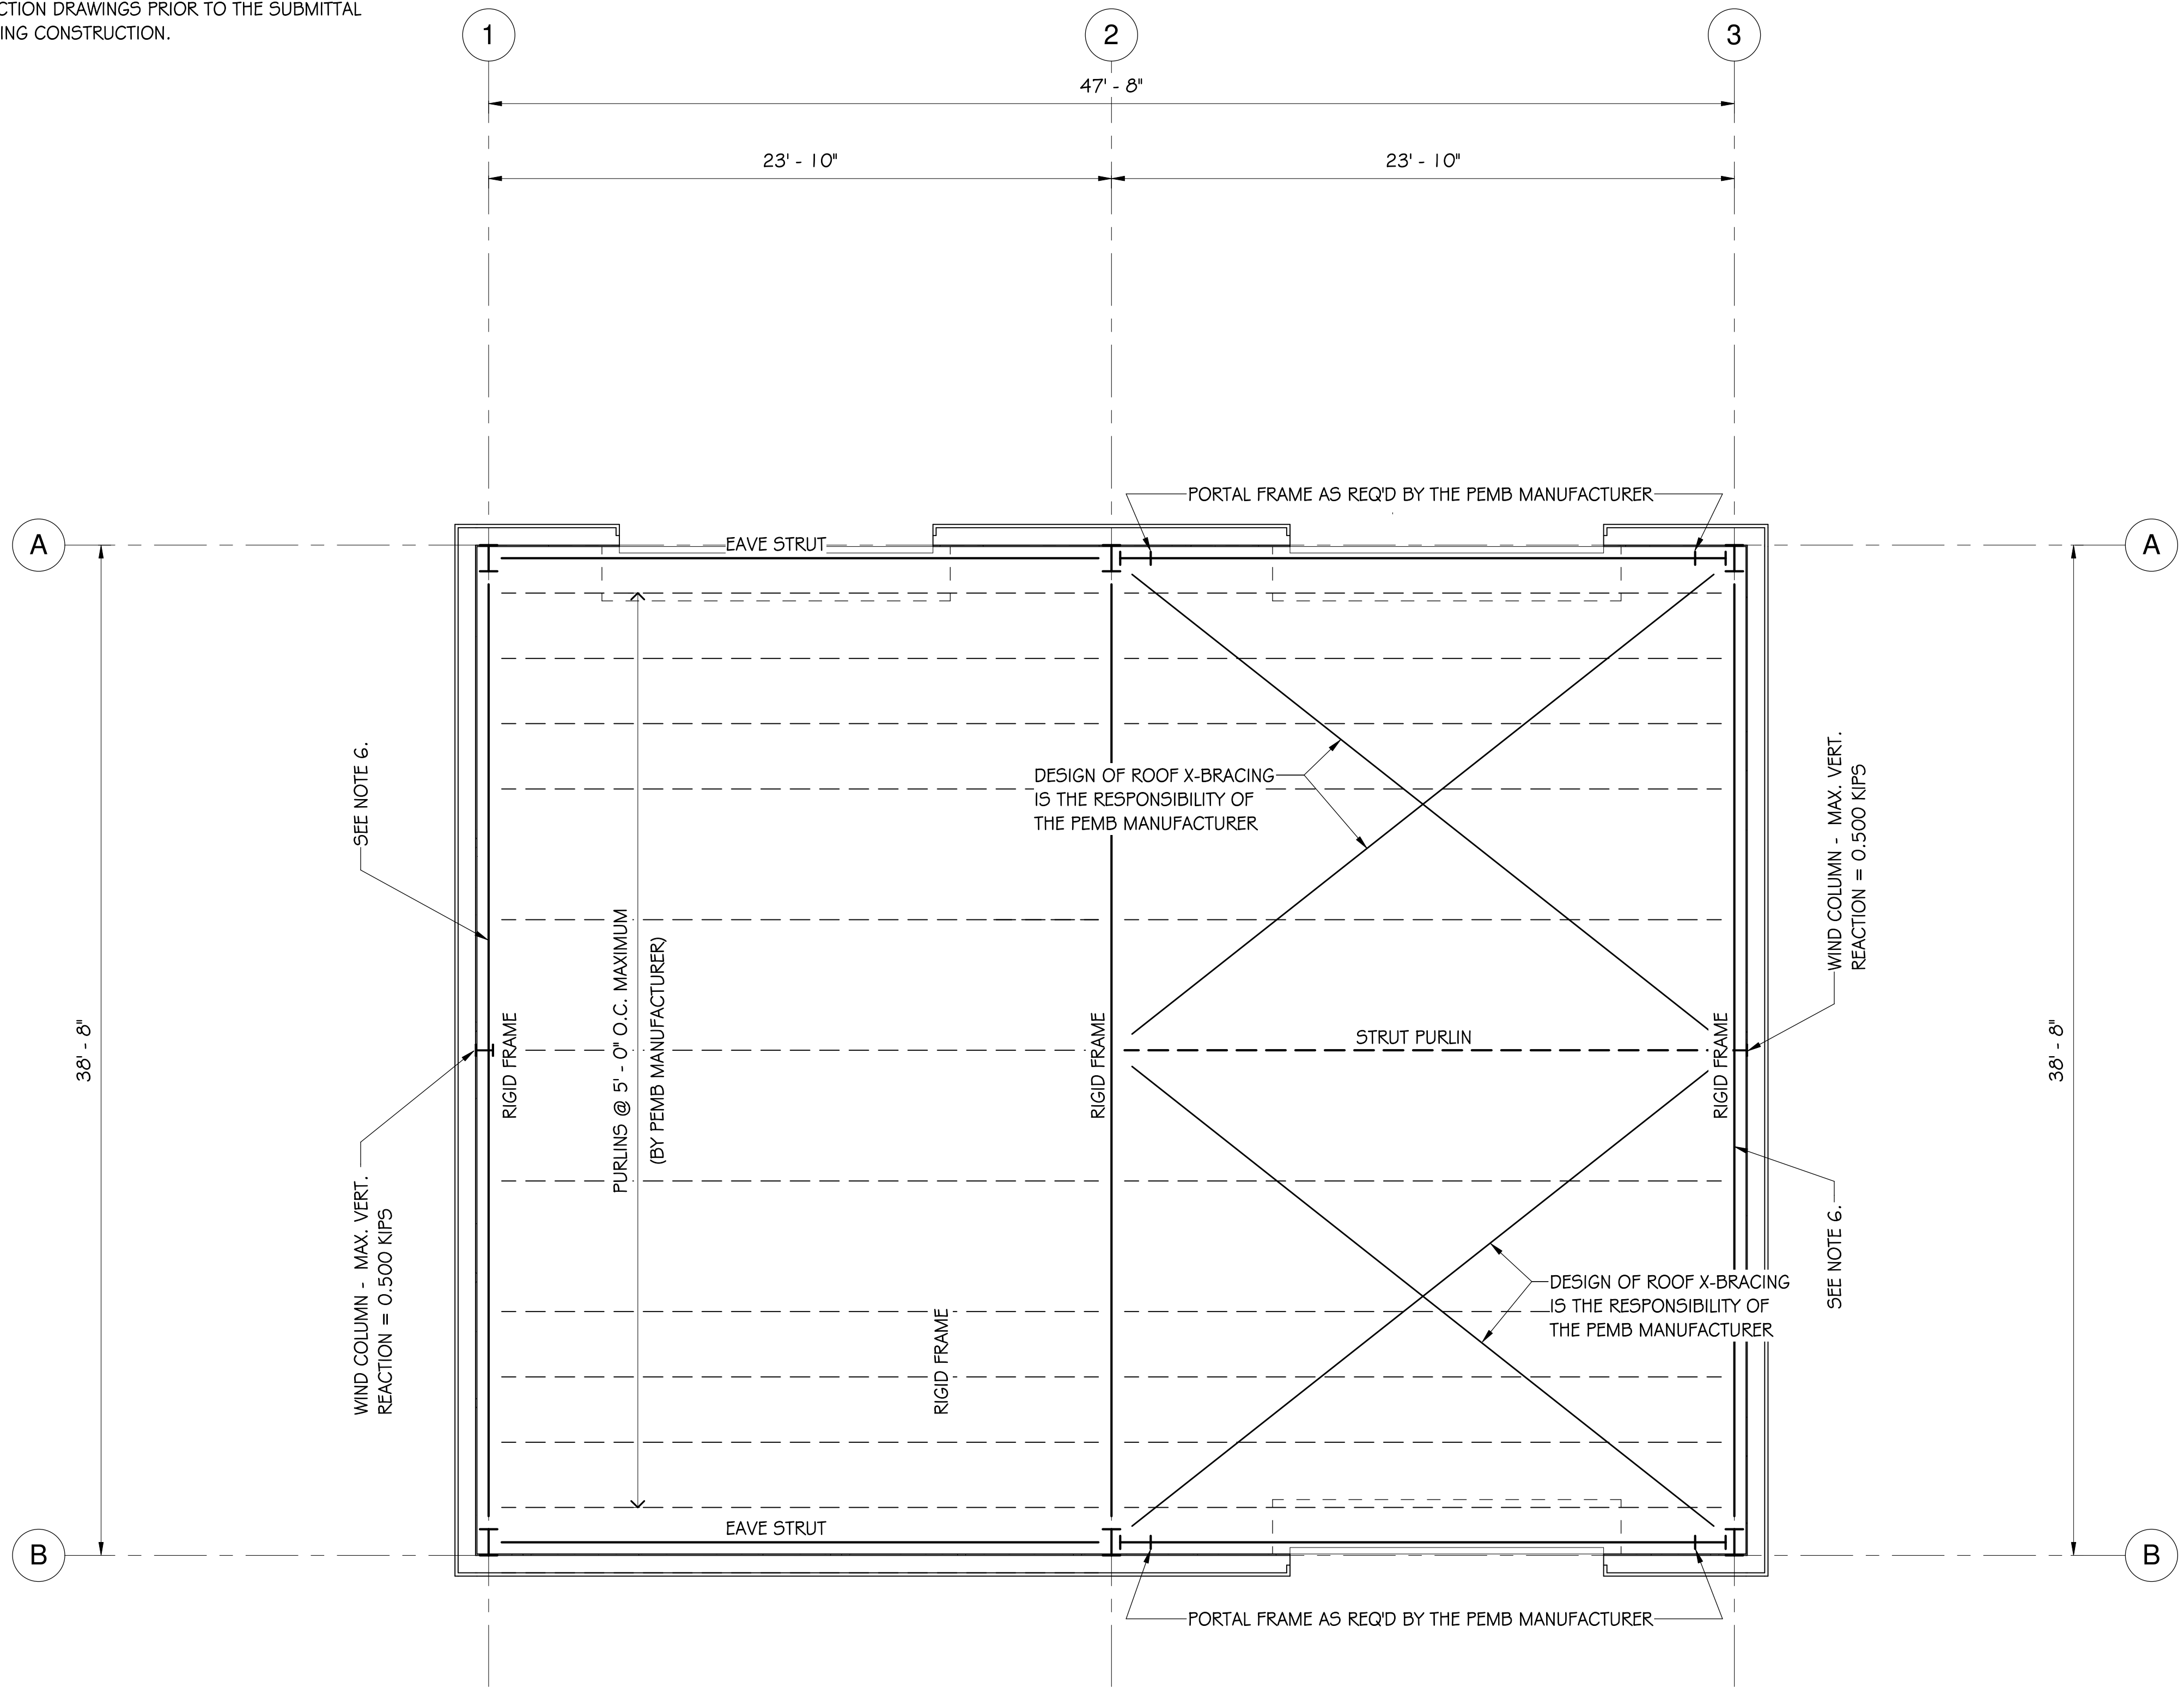 CTION DRAWINGS PRIOR TO THE SUBMITTAL
ING CONSTRUCTION.
1
2
3
47' - 8"
23' - 10"
23' - 10"
PORTAL FRAME AS REQ'D BY THE PEMB MANUFACTURER
A
A
EAVE STRUT
SEE NOTE 6.
DESIGN OF ROOF X-BRACING
IS THE RESPONSIBILITY OF
THE PEMB MANUFACTURER
WIND COLUMN - MAX. VERT.
REACTION = 0.500 KIPS
38' - 8"
RIGID FRAME
PURLINS @ 5' - 0" O.C. MAXIMUM
(BY PEMB MANUFACTURER)
RIGID FRAME
STRUT PURLIN
RIGID FRAME
38' - 8"
WIND COLUMN - MAX. VERT.
REACTION = 0.500 KIPS
RIGID FRAME
DESIGN OF ROOF X-BRACING
IS THE RESPONSIBILITY OF
THE PEMB MANUFACTURER
SEE NOTE 6.
EAVE STRUT
B
B
PORTAL FRAME AS REQ'D BY THE PEMB MANUFACTURER